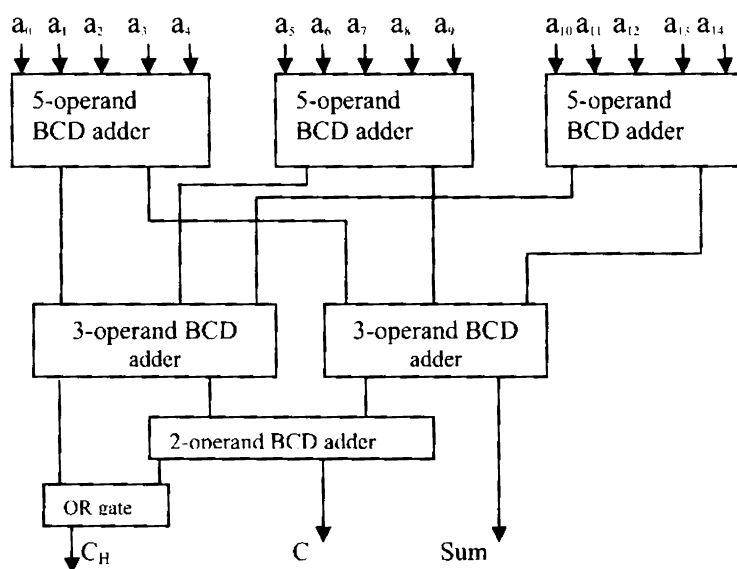 a₀ a₁ a₂ a₃ a₄ a₅ a₆ a₇ a₈ a₉ a₁₀ a₁₁ a₁₂ a₁₃ a₁₄
5-operand
BCD adder
5-operand
BCD adder
5-operand
BCD adder
3-operand BCD
adder
3-operand BCD
adder
2-operand BCD adder
OR gate
C_H C Sum